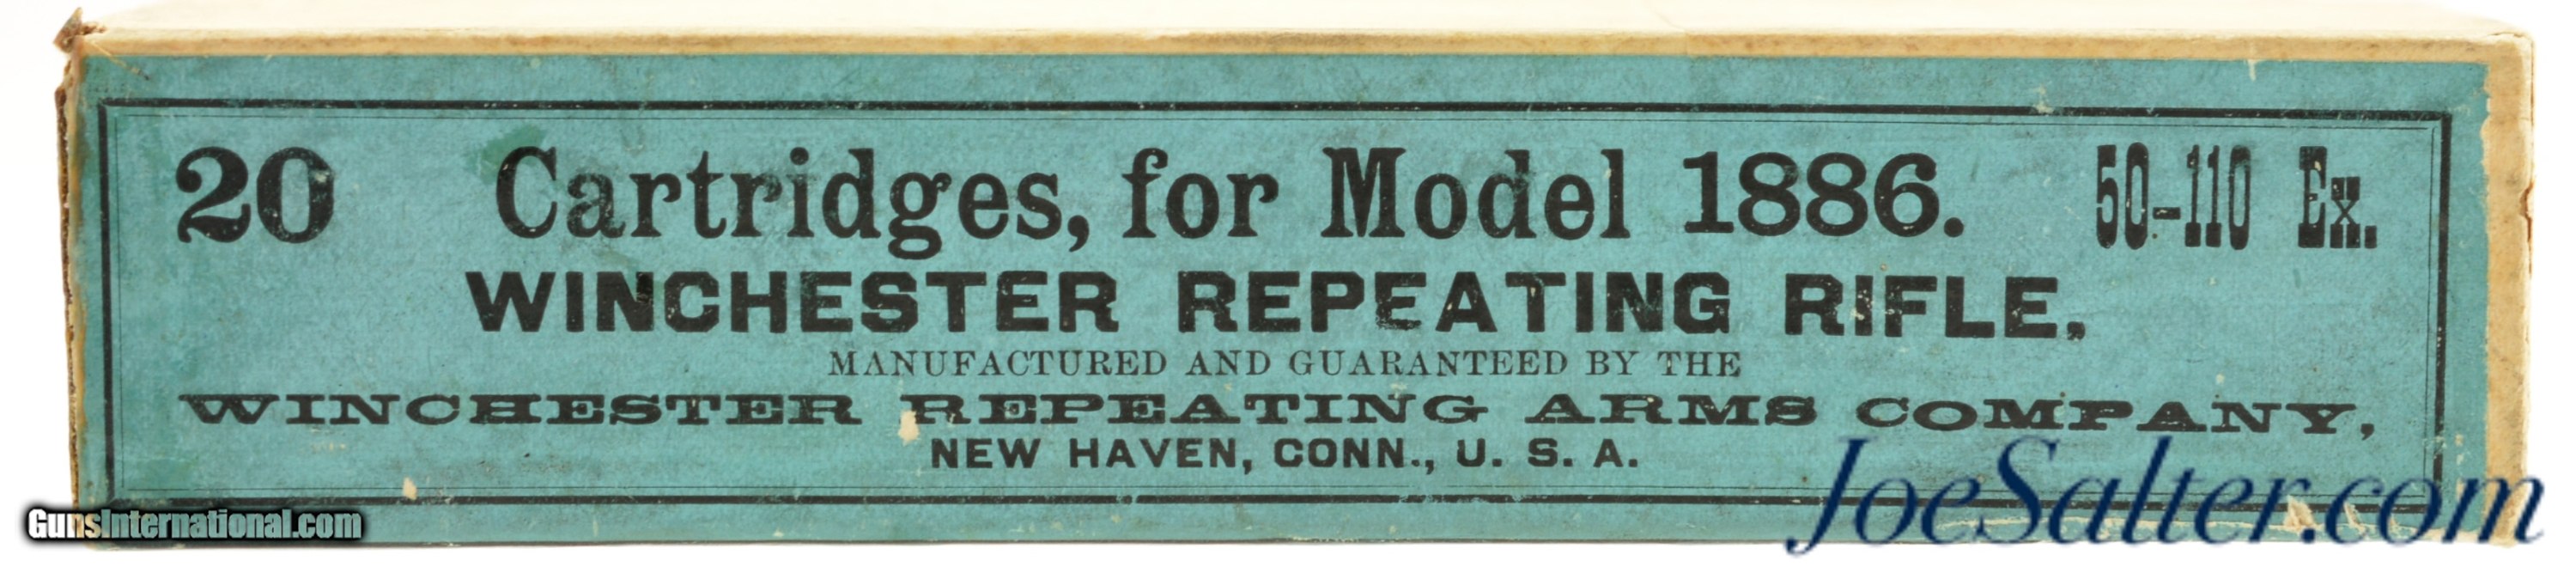 20 Cartridges, for Model 1886. 50-110 Ex.
WINCHESTER REPEATING RIFLE,
MANUFACTURED AND GUARANTEED BY THE
WINCHESTER REPEATING ARMS COMPANY,
NEW HAVEN, CONN., U. S. A.
JoeSalter.com
GunsInternational.com